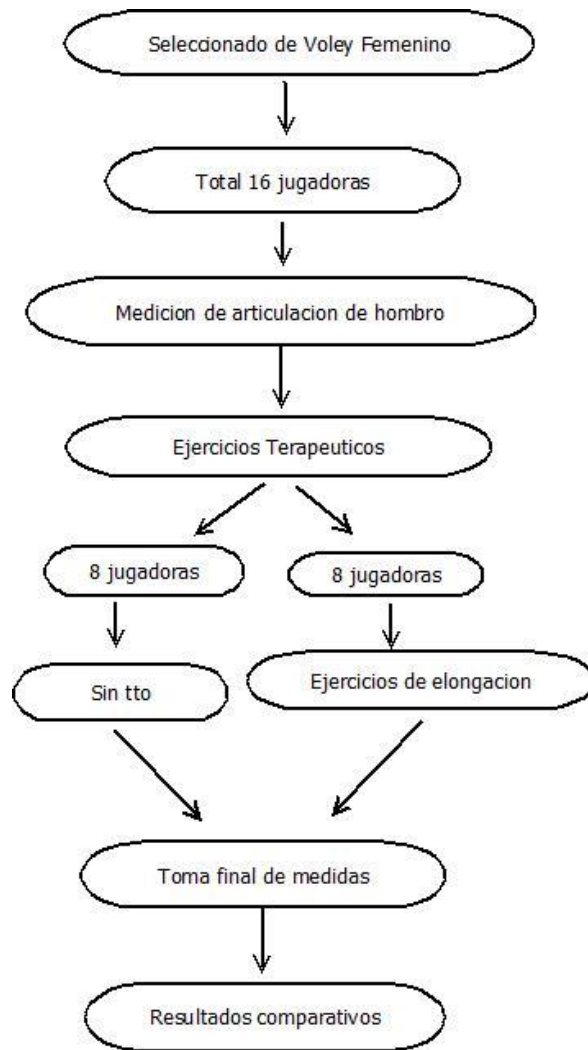 Seleccionado de Voley Femenino
Total 16 jugadoras
Medicion de articulacion de hombro
Ejercicios Terapeuticos
8 jugadoras
8 jugadoras
Sin tto
Ejercicios de elongacion
Toma final de medidas
Resultados comparativos